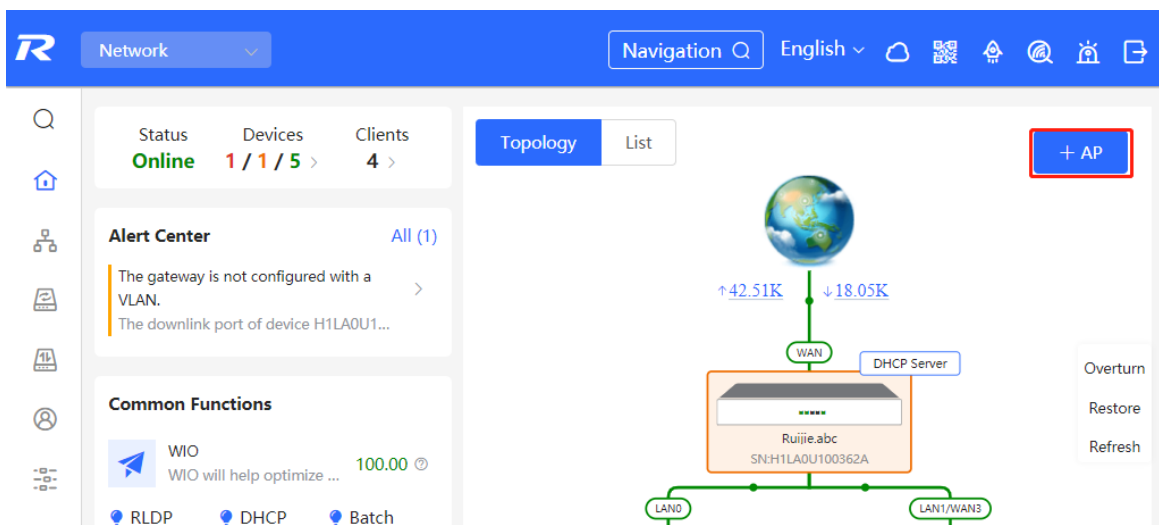 Network
Navigation
English
Status
Devices
Clients
Online
1 / 1 / 5
4
Topology
List
+ AP
Alert Center
All (1)
The gateway is not configured with a
VLAN.
The downlink port of device H1LA0U1...
↑42.51K
↓18.05K
WAN
DHCP Server
Ruijie.abc
SN:H1LA0U100362A
LAN0
LAN1/WAN3
Overturn
Restore
Refresh
Common Functions
WIO
WIO will help optimize ...
100.00
RLDP
DHCP
Batch